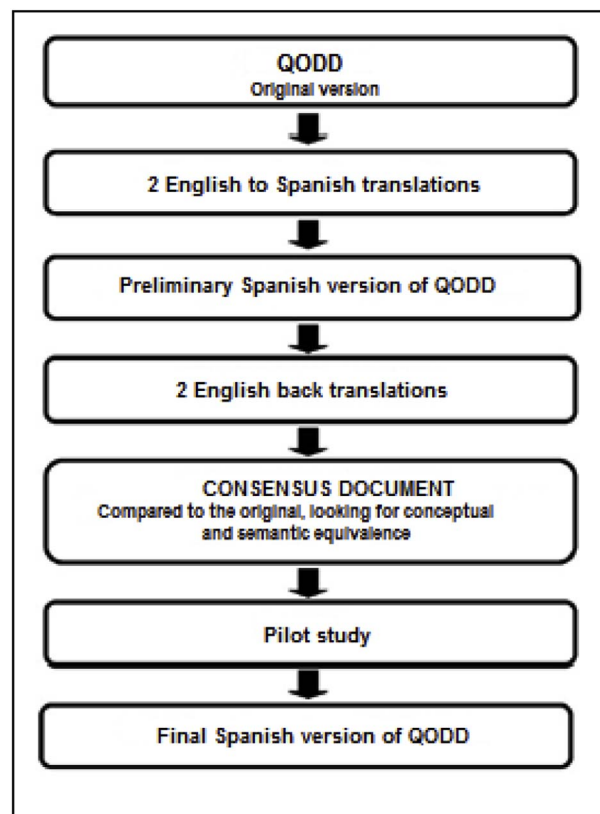 QODD
Original version
2 English to Spanish translations
Preliminary Spanish version of QODD
2 English back translations
CONSENSUS DOCUMENT
Compared to the original, looking for conceptual
and semantic equivalence
Pilot study
Final Spanish version of QODD